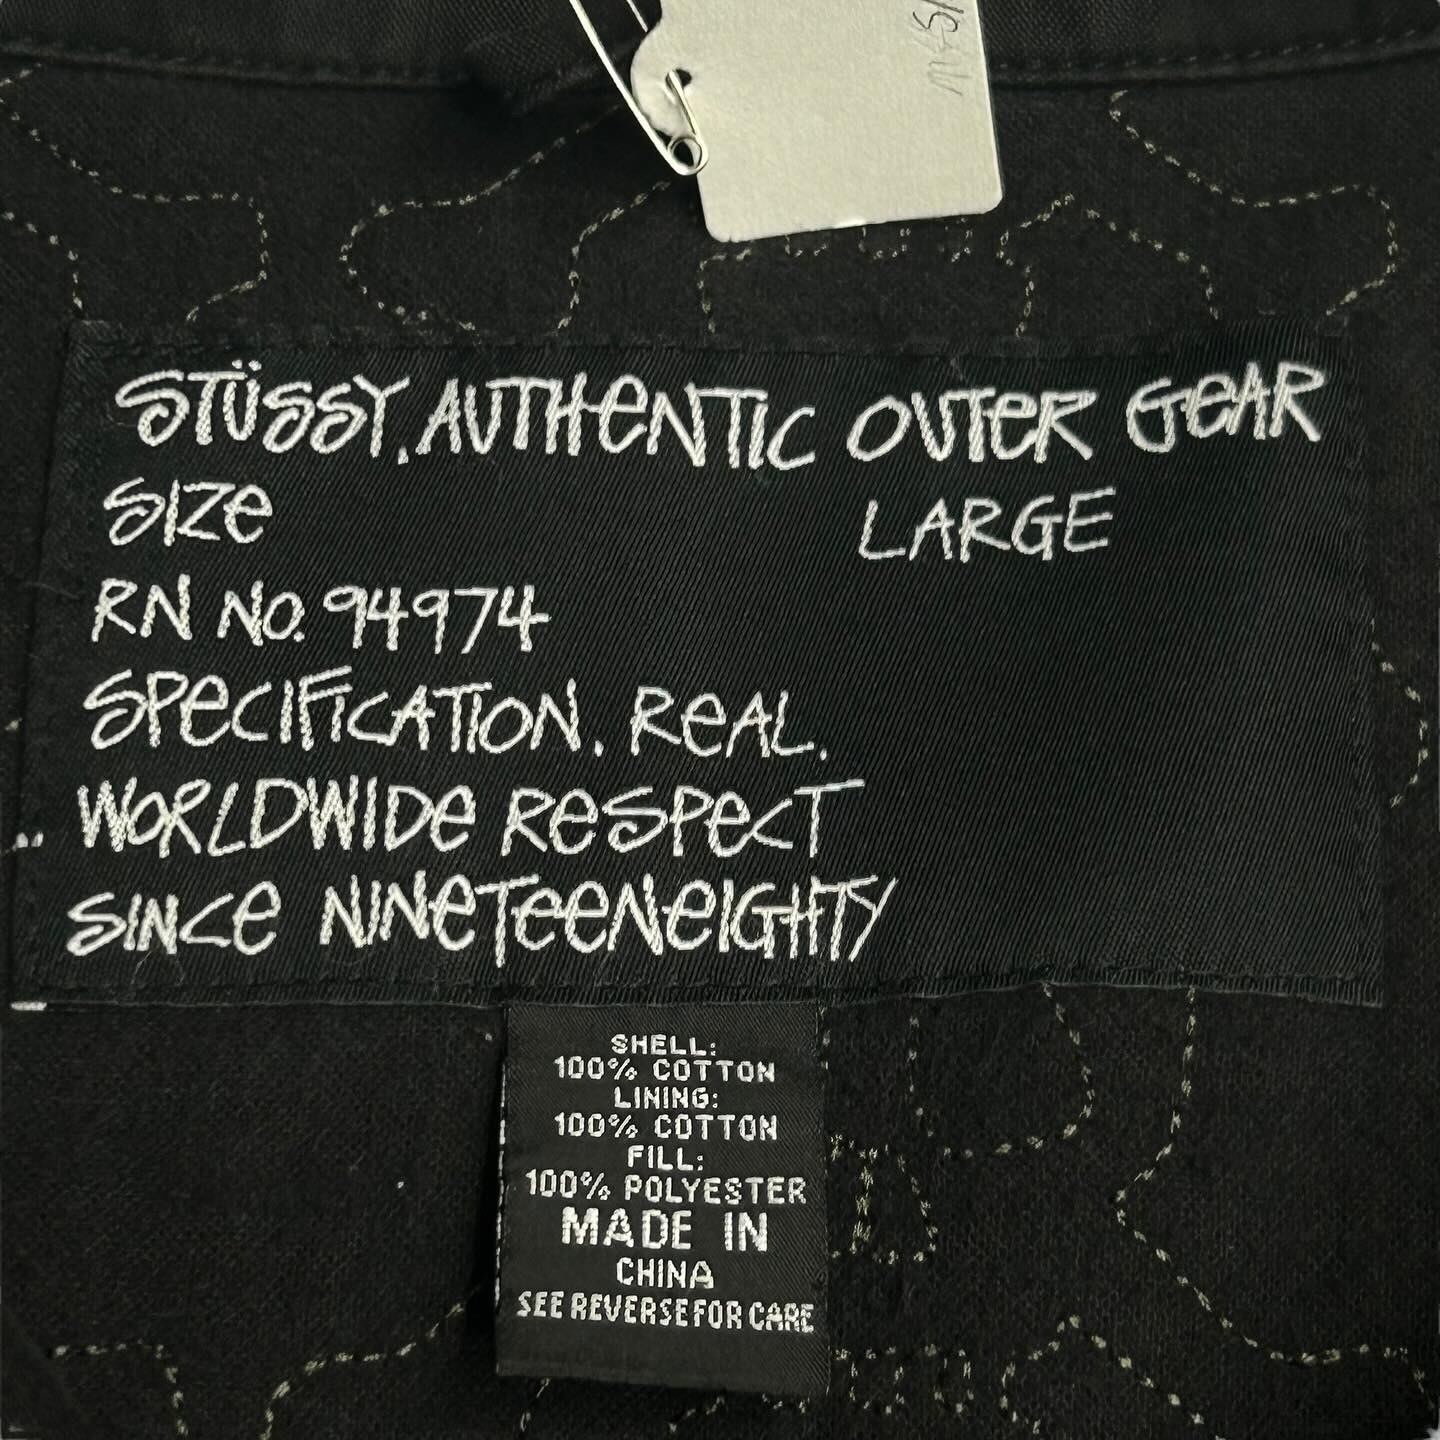 STÜSSY. AUTHENTIC OUTER GEAR
SIZE LARGE
RN NO. 94974
SPECIFICATION. REAL.
WORLDWIDE RESPECT
SINCE NINETEENEIGHTY
SHELL:
100% COTTON
LINING:
100% COTTON
FILL:
100% POLYESTER
MADE IN
CHINA
SEE REVERSE FOR CARE